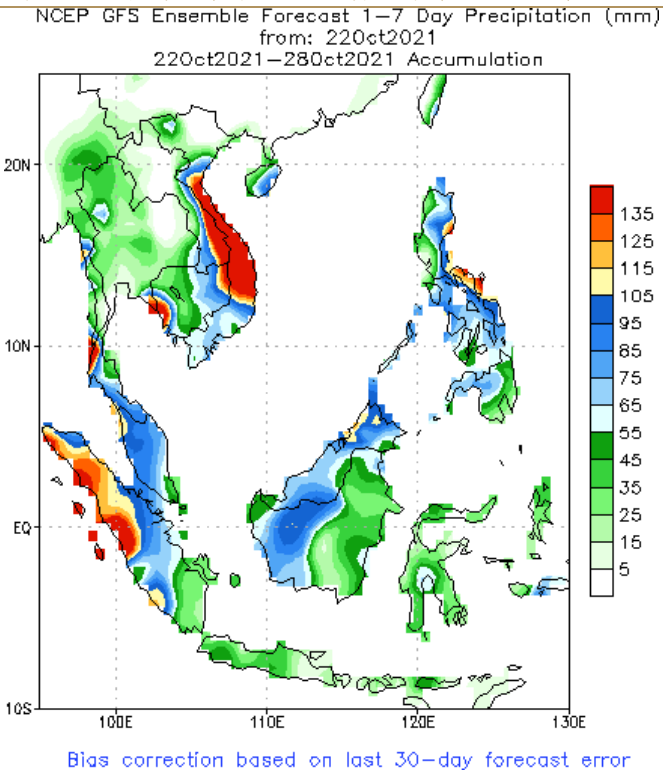 NCEP GFS Ensemble Forecast 1−7 Day Precipitation (mm)
from: 22Oct2021
22Oct2021−28Oct2021 Accumulation
20N
10N
EQ
10S
100E
110E
120E
130E
135
125
115
105
95
85
75
65
55
45
35
25
15
5
Bias correction based on last 30−day forecast error